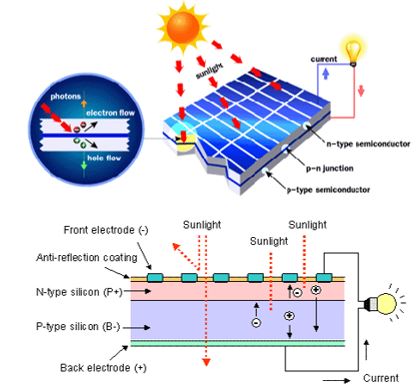 photons
electron flow
hole flow
sunlight
current
n-type semiconductor
p-n junction
p-type semiconductor
Front electrode (-)
Sunlight
Sunlight
Sunlight
Anti-reflection coating
N-type silicon (P+)
P-type silicon (B-)
Back electrode (+)
Current